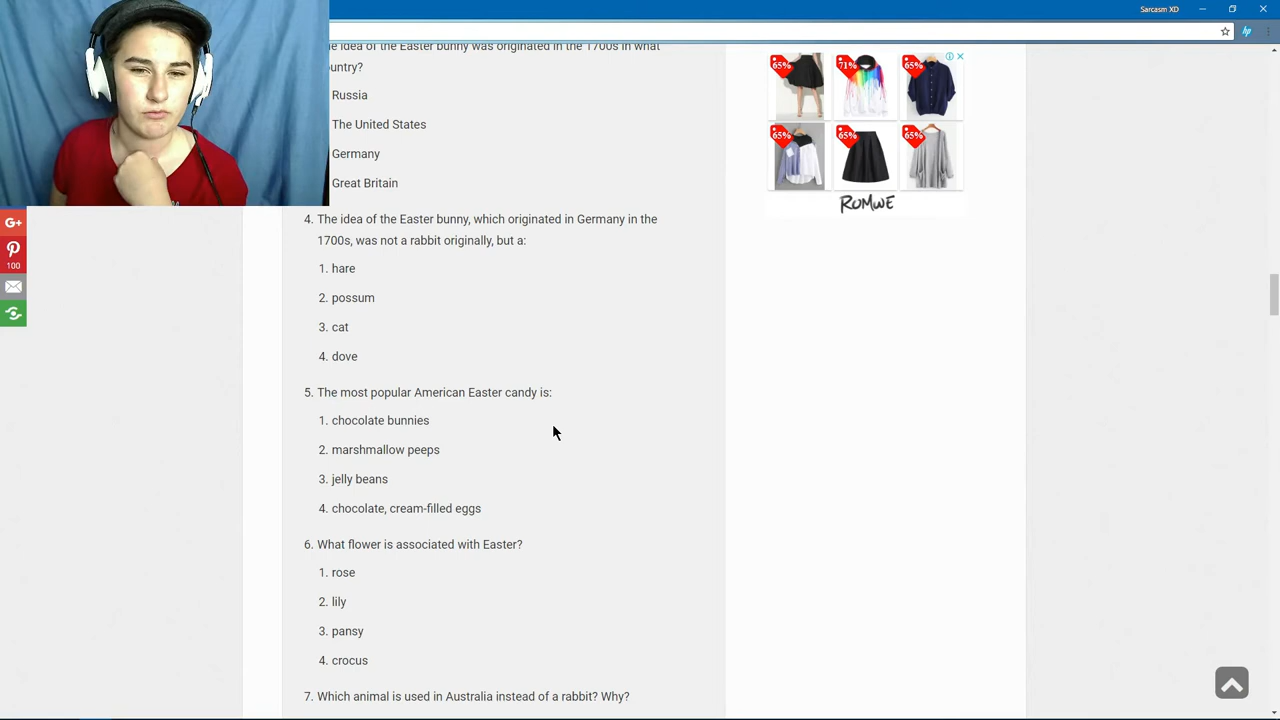 Sarcasm XD
he idea of the Easter bunny was originated in the 1700s in what
ountry?
Russia
The United States
Germany
Great Britain
4. The idea of the Easter bunny, which originated in Germany in the
1700s, was not a rabbit originally, but a:
1. hare
2. possum
3. cat
4. dove
5. The most popular American Easter candy is:
1. chocolate bunnies
2. marshmallow peeps
3. jelly beans
4. chocolate, cream-filled eggs
6. What flower is associated with Easter?
1. rose
2. lily
3. pansy
4. crocus
7. Which animal is used in Australia instead of a rabbit? Why?
65% 71% 65%
65% 65% 65%
ROMWE
G+
100